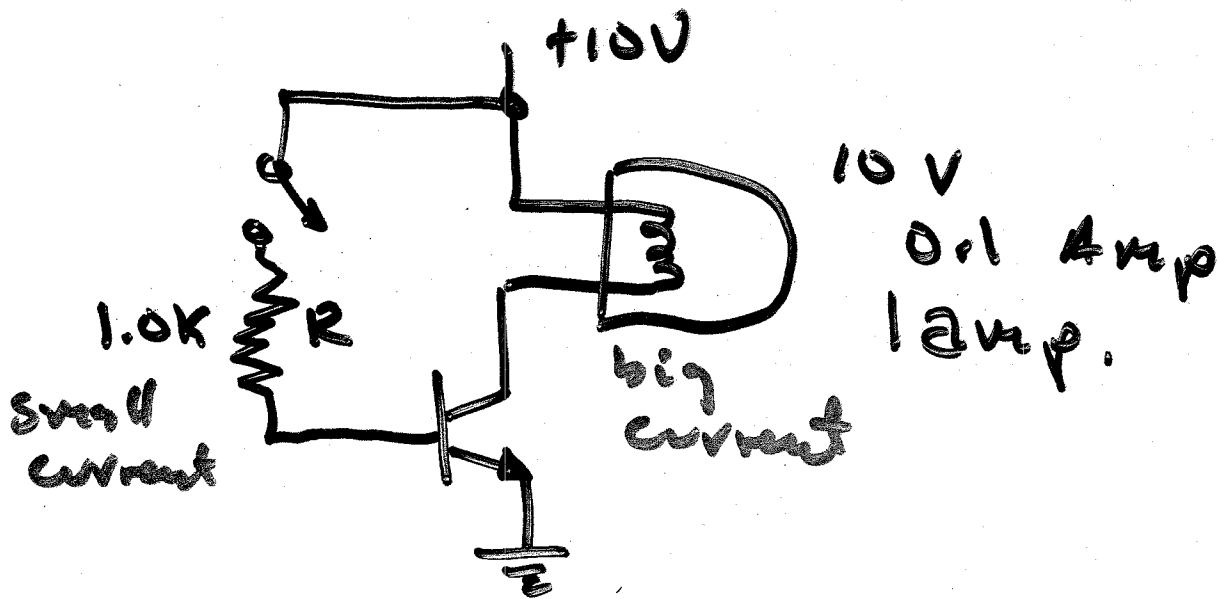 +10V
10 V
0.1 Amp
lamp.
1.0K R
small
current
big
current